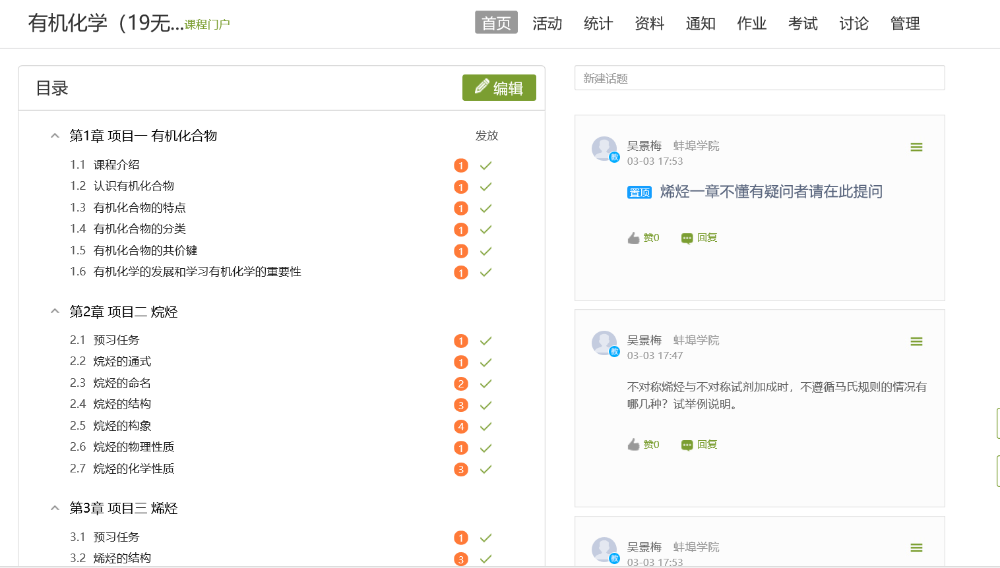 有机化学（19无...课程门户
首页 活动 统计 资料 通知 作业 考试 讨论 管理
目录
编辑
第1章 项目一 有机化合物 发放
1.1 课程介绍 1
1.2 认识有机化合物 1
1.3 有机化合物的特点 1
1.4 有机化合物的分类 1
1.5 有机化合物的共价键 1
1.6 有机化学的发展和学习有机化学的重要性 1
第2章 项目二 烷烃
2.1 预习任务 1
2.2 烷烃的通式 1
2.3 烷烃的命名 2
2.4 烷烃的结构 3
2.5 烷烃的构象 4
2.6 烷烃的物理性质 1
2.7 烷烃的化学性质 3
第3章 项目三 烯烃
3.1 预习任务 1
3.2 烯烃的结构 3
新建话题
吴景梅 蚌埠学院
教
03-03 17:53
置顶 烯烃一章不懂有疑问者请在此提问
赞0 回复
吴景梅 蚌埠学院
教
03-03 17:47
不对称烯烃与不对称试剂加成时，不遵循马氏规则的情况有
哪几种？试举例说明。
赞0 回复
吴景梅 蚌埠学院
教
03-03 17:53